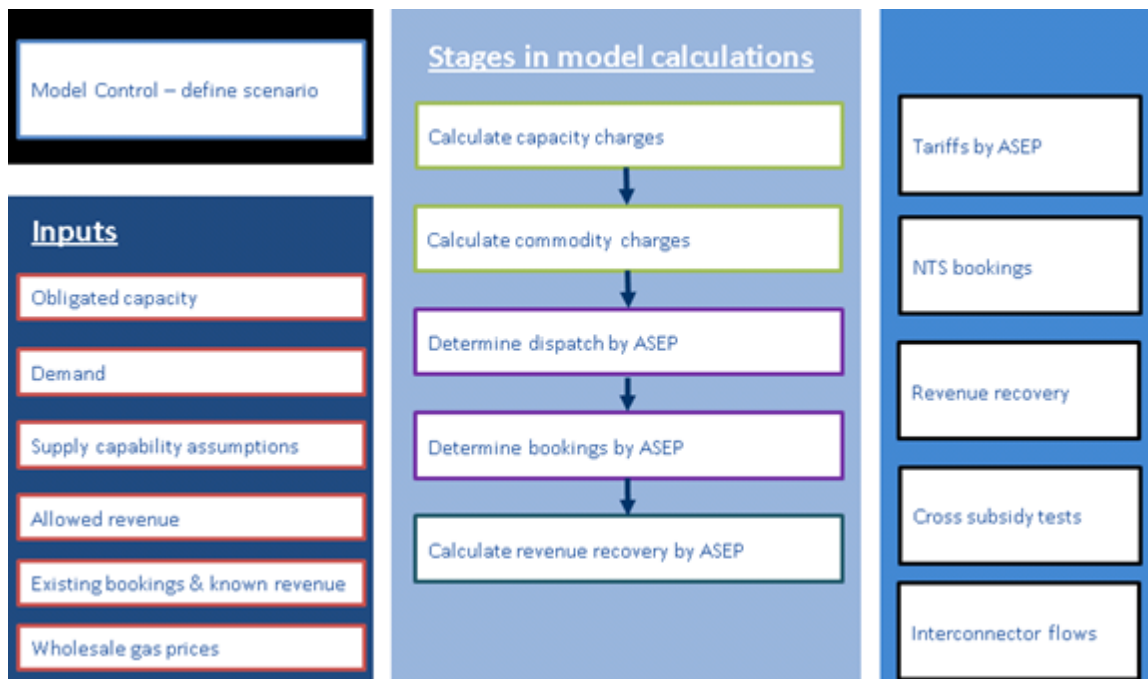 Model Control – define scenario
Inputs
Obligated capacity
Demand
Supply capability assumptions
Allowed revenue
Existing bookings & known revenue
Wholesale gas prices
Stages in model calculations
Calculate capacity charges
Calculate commodity charges
Determine dispatch by ASEP
Determine bookings by ASEP
Calculate revenue recovery by ASEP
Tariffs by ASEP
NTS bookings
Revenue recovery
Cross subsidy tests
Interconnector flows